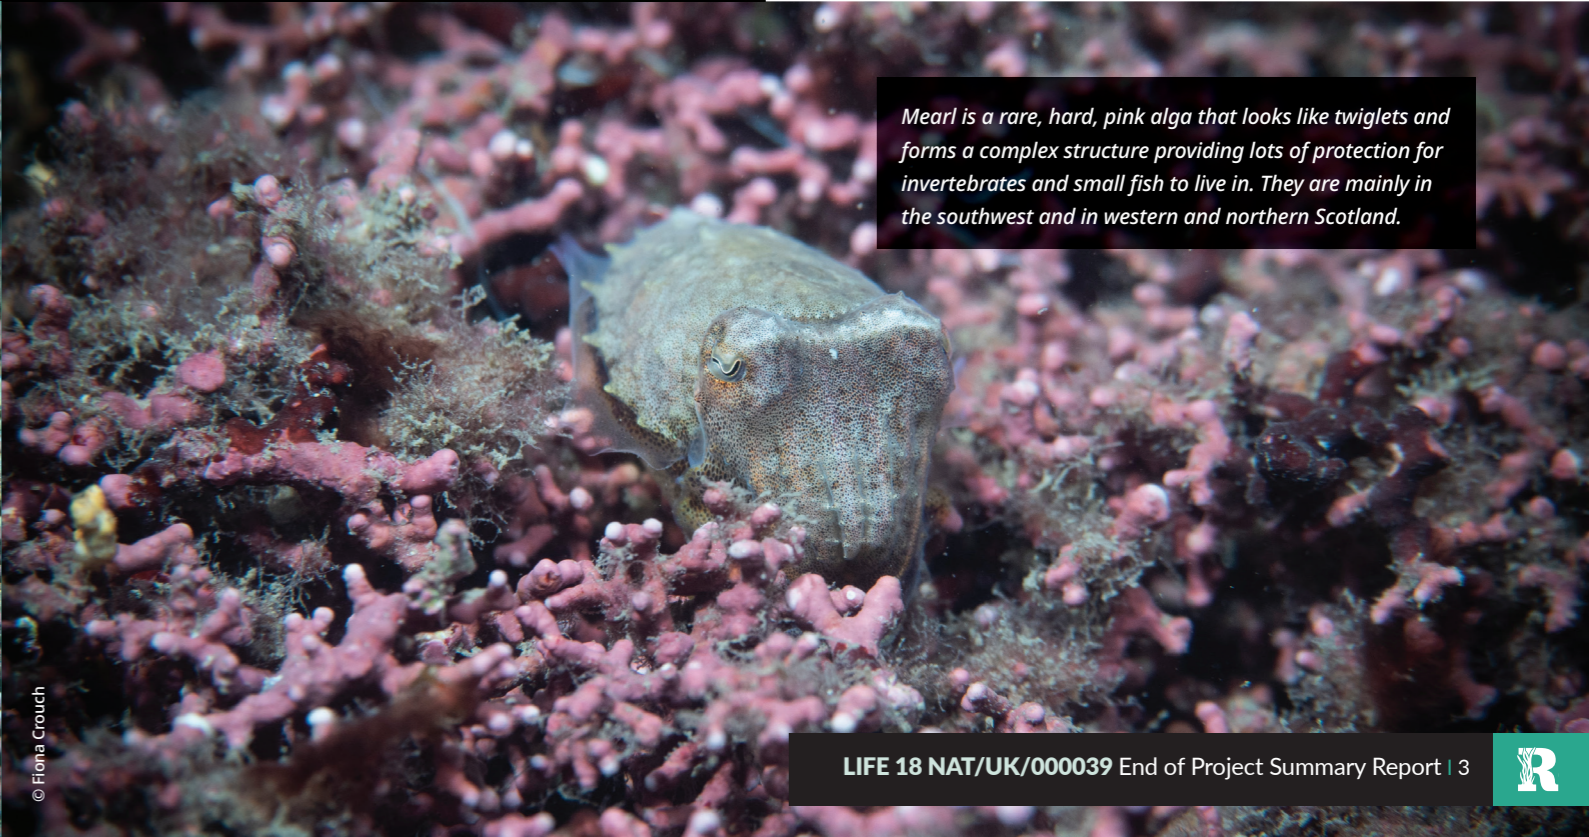 Mearl is a rare, hard, pink alga that looks like twiglets and
forms a complex structure providing lots of protection for
invertebrates and small fish to live in. They are mainly in
the southwest and in western and northern Scotland.
© Fiona Crouch
LIFE 18 NAT/UK/000039 End of Project Summary Report | 3
R